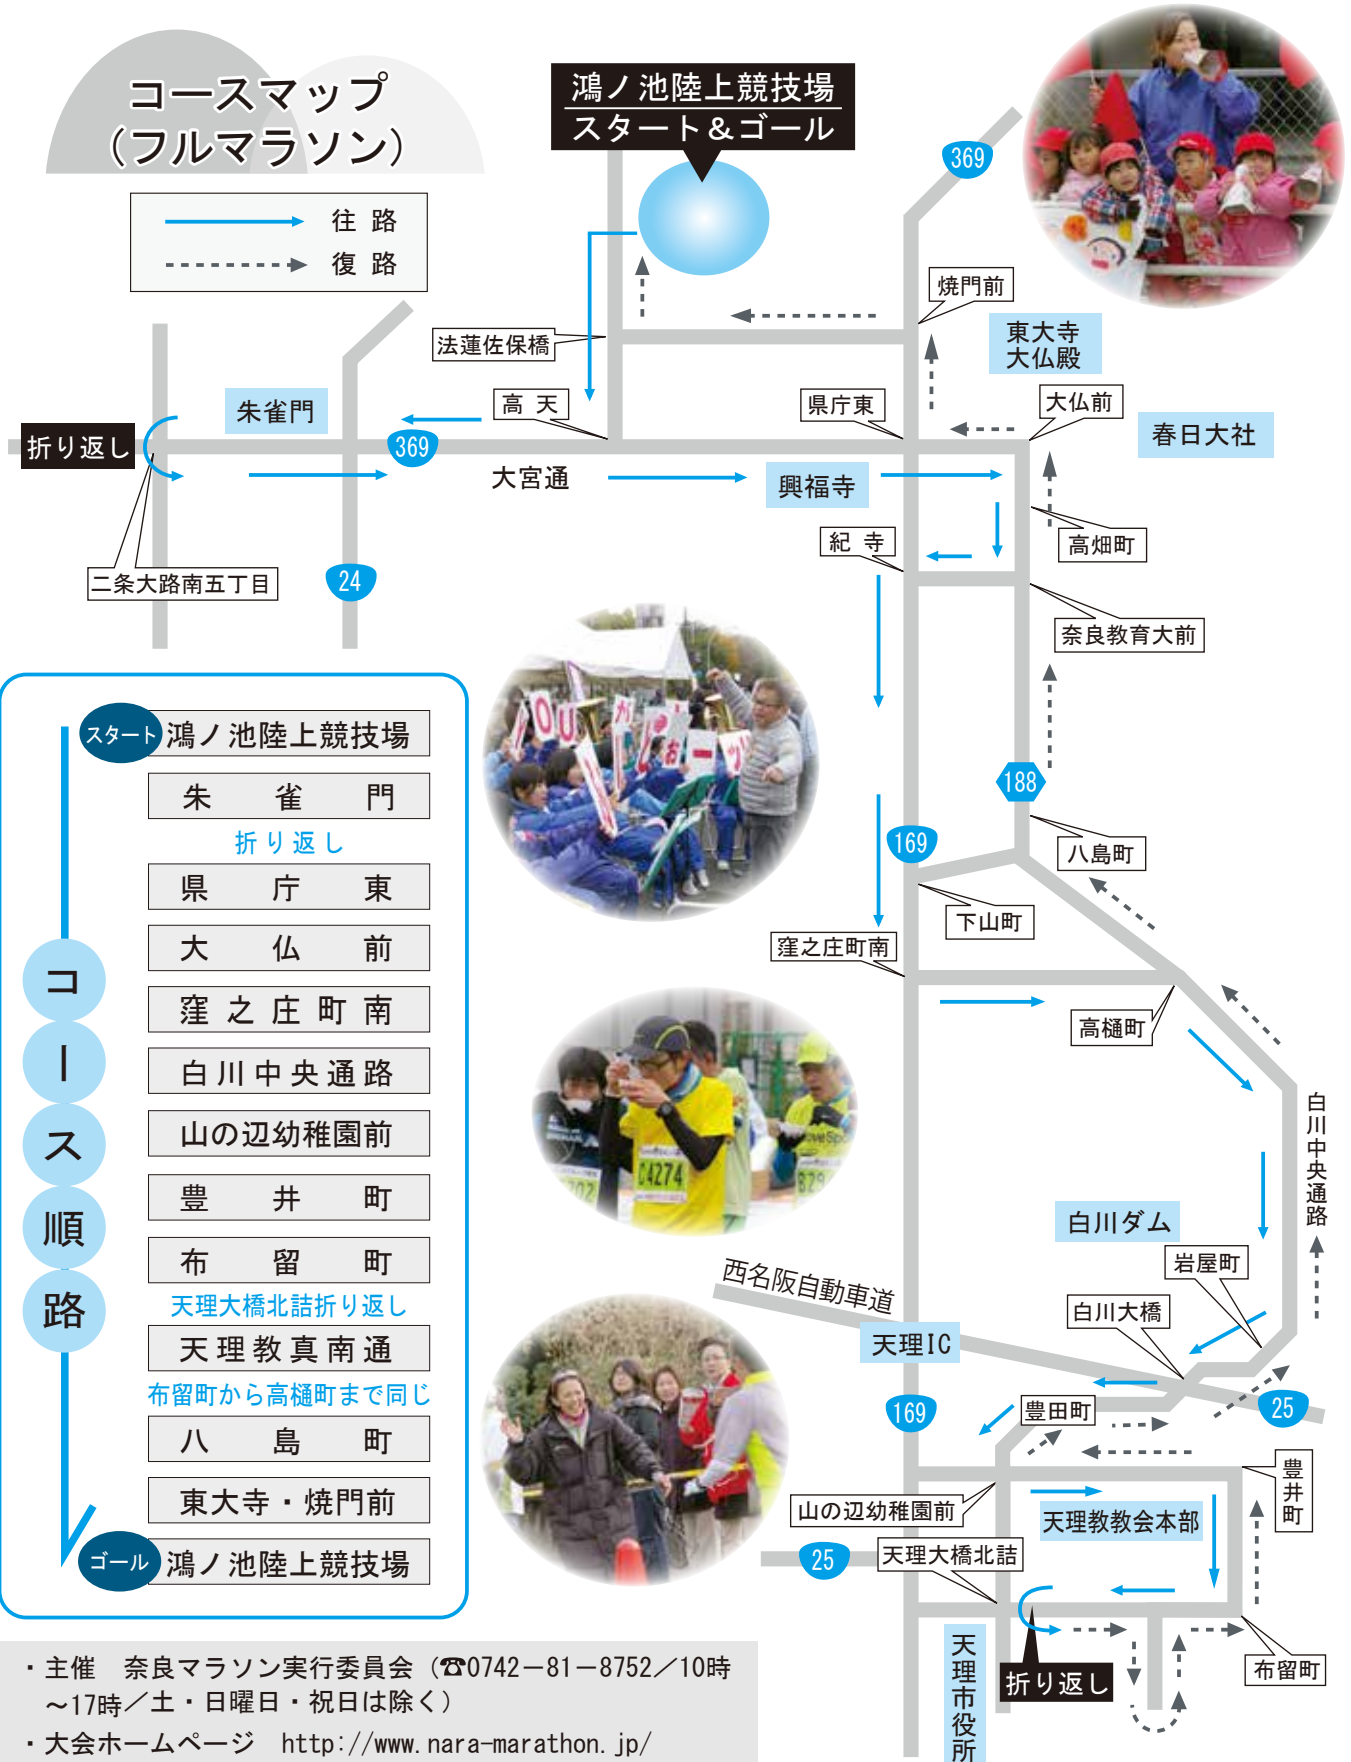 コースマップ
（フルマラソン）
往 路
復 路
鴻ノ池陸上競技場
スタート＆ゴール
369
焼門前
東大寺
大仏殿
法蓮佐保橋
朱雀門
高 天
県庁東
大仏前
春日大社
折り返し
369
大宮通
興福寺
紀 寺
高畑町
二条大路南五丁目
24
奈良教育大前
188
169
八島町
下山町
窪之庄町南
高樋町
白川中央通路
白川ダム
岩屋町
西名阪自動車道
白川大橋
天理IC
169
豊田町
25
豊井町
山の辺幼稚園前
天理教教会本部
25
天理大橋北詰
折り返し
布留町
天理市役所
C4274
コース順路
スタート 鴻ノ池陸上競技場
朱雀門
折り返し
県庁東
大仏前
窪之庄町南
白川中央通路
山の辺幼稚園前
豊井町
布留町
天理大橋北詰折り返し
天理教真南通
布留町から高樋町まで同じ
八島町
東大寺・焼門前
ゴール 鴻ノ池陸上競技場
・主催　奈良マラソン実行委員会（☎0742－81－8752／10時
～17時／土・日曜日・祝日は除く）
・大会ホームページ　http://www.nara-marathon.jp/